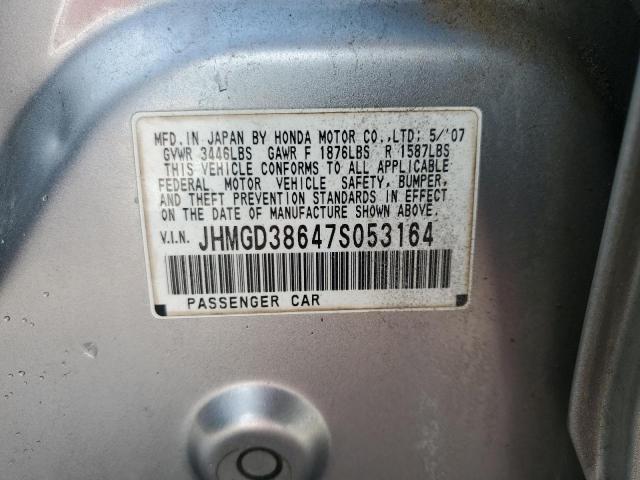 MFD. IN JAPAN BY HONDA MOTOR CO.,LTD: 5/'07
GVWR 3446LBS GAWR F 1876LBS R 1587LBS
THIS VEHICLE CONFORMS TO ALL APPLICABLE
FEDERAL MOTOR VEHICLE SAFETY, BUMPER,
AND THEFT PREVENTION STANDARDS IN EFFECT
ON THE DATE OF MANUFACTURE SHOWN ABOVE.
V.I.N. JHMGD38647S053164
PASSENGER CAR